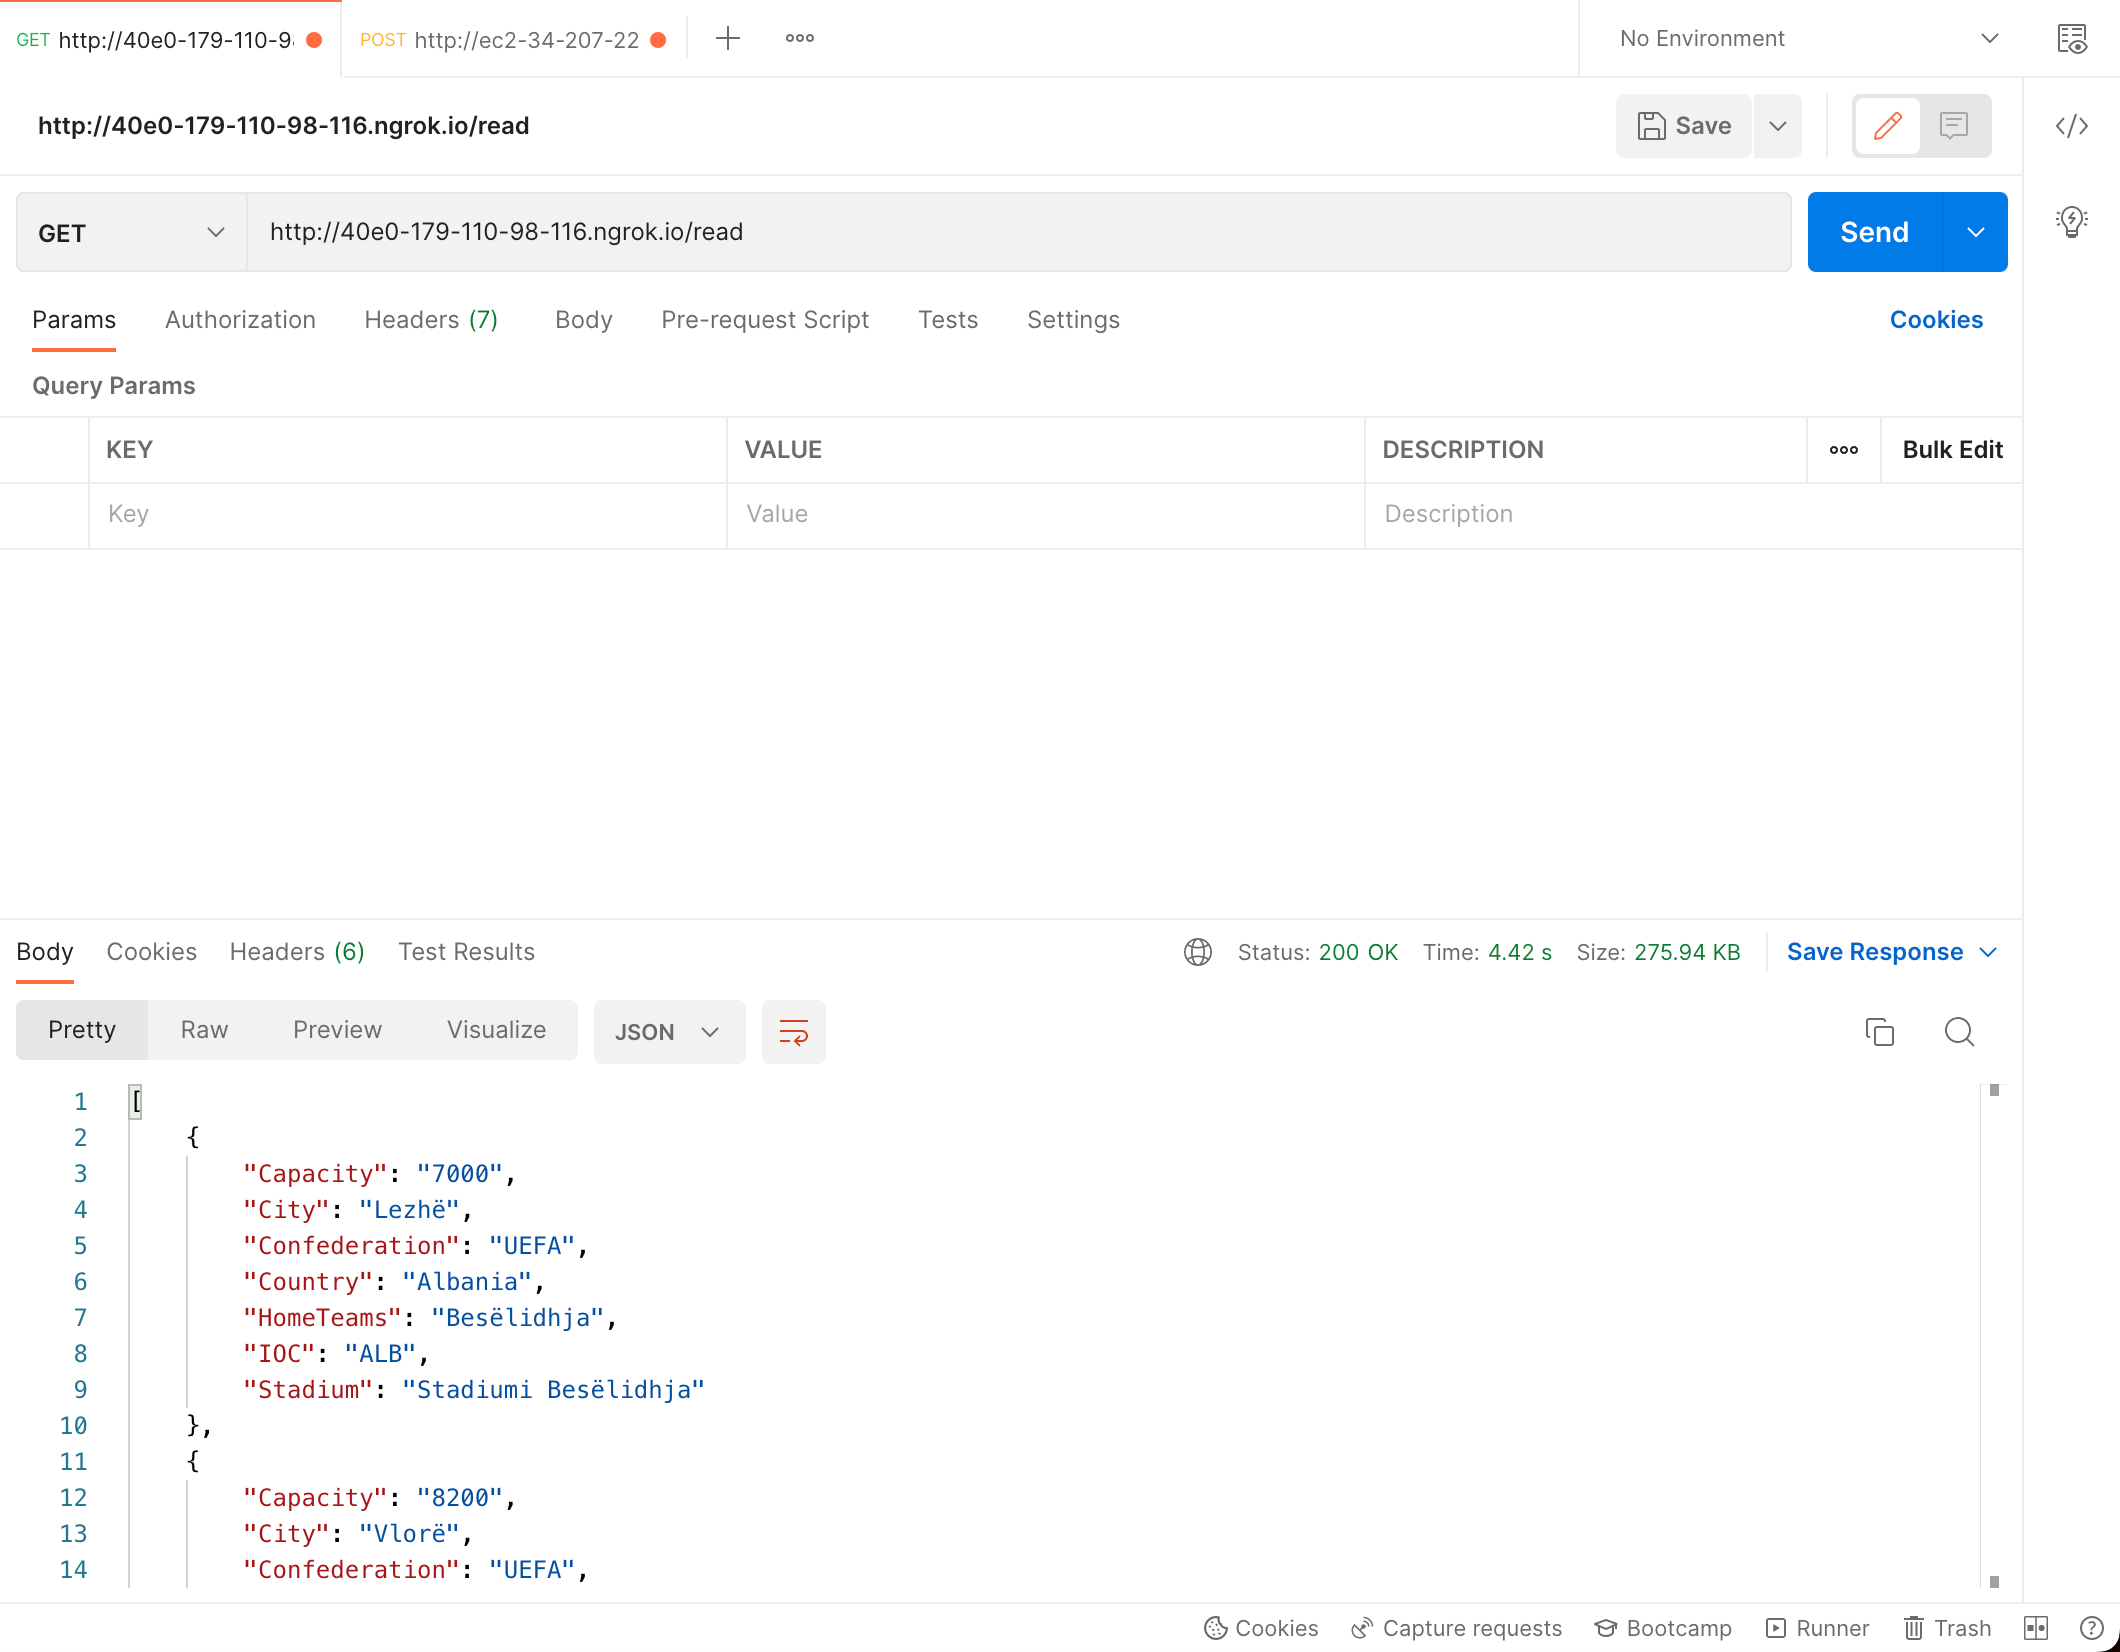 GET http://40e0-179-110-9
POST http://ec2-34-207-22
No Environment
http://40e0-179-110-98-116.ngrok.io/read
Save
GET
http://40e0-179-110-98-116.ngrok.io/read
Send
Params Authorization Headers (7) Body Pre-request Script Tests Settings Cookies
Query Params
KEY VALUE DESCRIPTION Bulk Edit
Key Value Description
Body Cookies Headers (6) Test Results Status: 200 OK Time: 4.42 s Size: 275.94 KB Save Response
Pretty Raw Preview Visualize JSON
1 [
2 {
3 "Capacity": "7000",
4 "City": "Lezhë",
5 "Confederation": "UEFA",
6 "Country": "Albania",
7 "HomeTeams": "Besëlidhja",
8 "IOC": "ALB",
9 "Stadium": "Stadiumi Besëlidhja"
10 },
11 {
12 "Capacity": "8200",
13 "City": "Vlorë",
14 "Confederation": "UEFA",
Cookies Capture requests Bootcamp Runner Trash